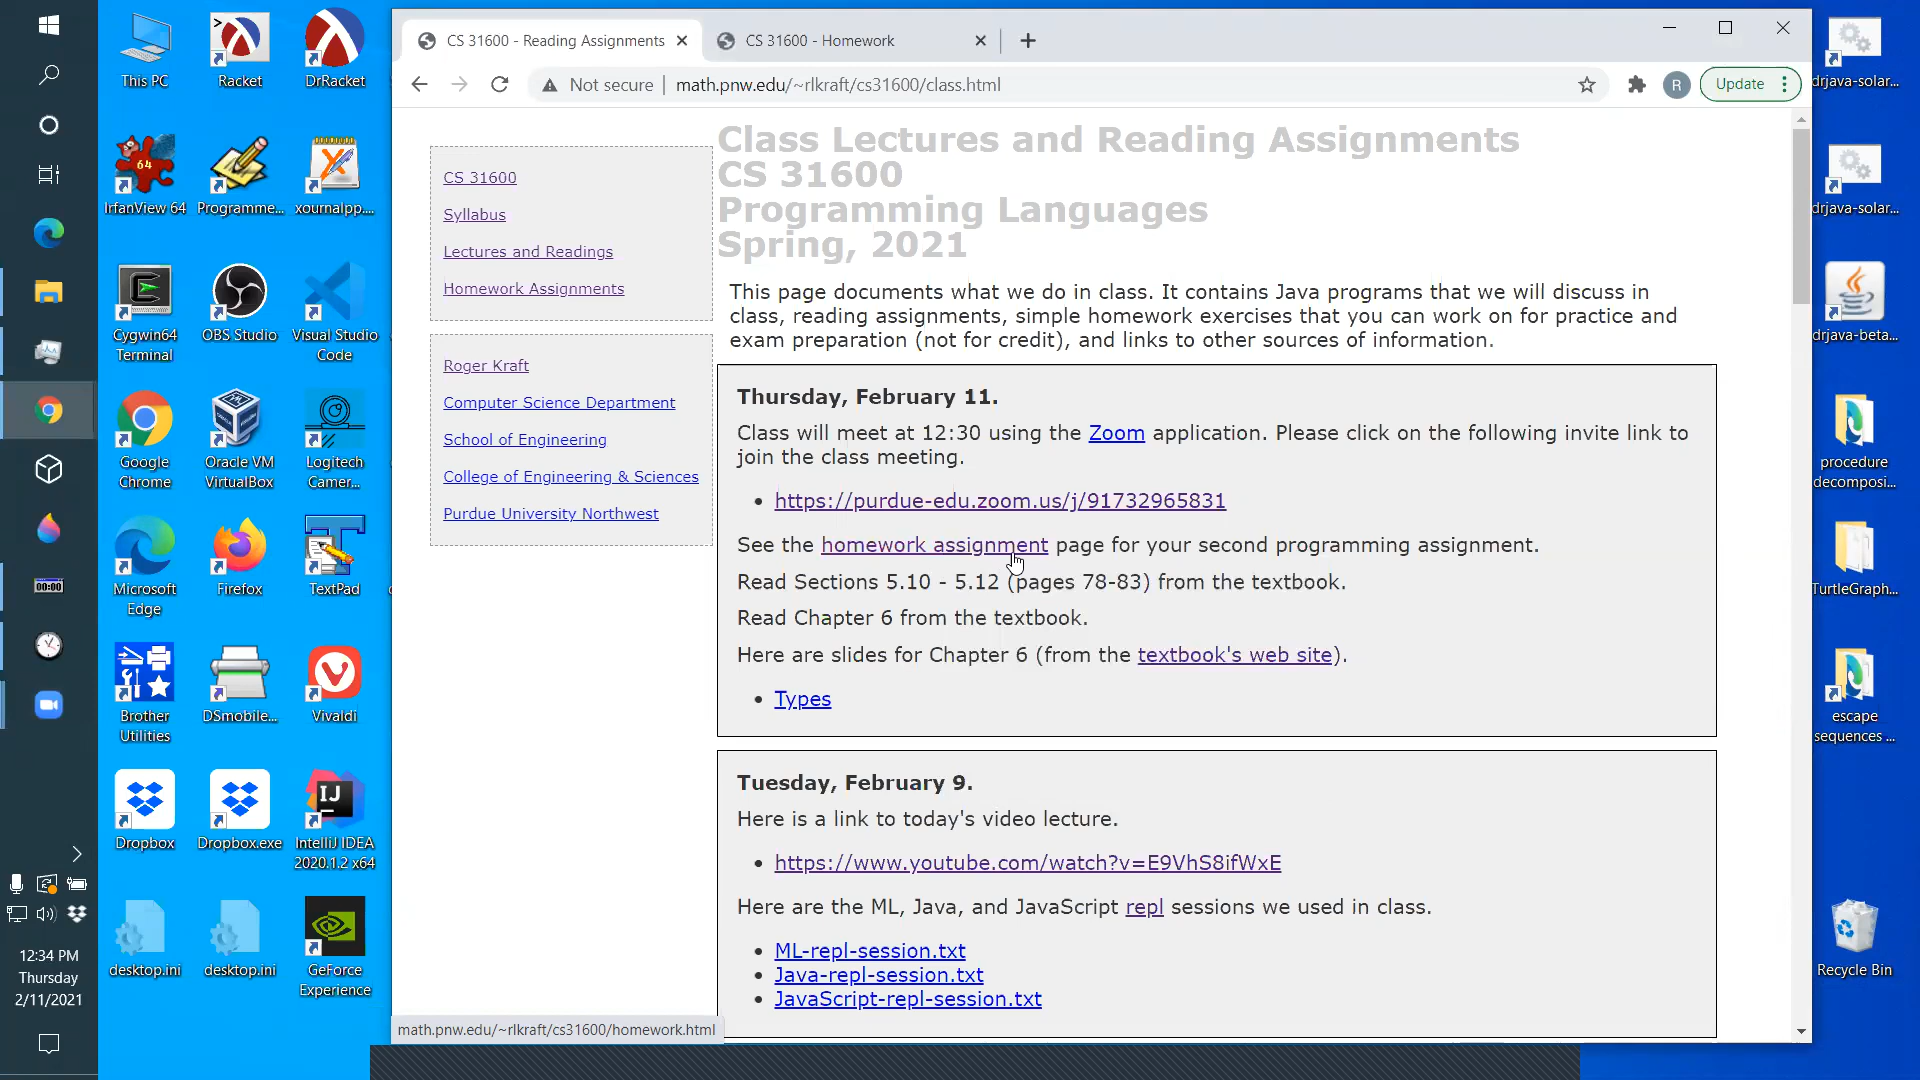 This PC
Racket
DrRacket
IrfanView 64
Programme...
xournalpp....
Cygwin64
Terminal
OBS Studio
Visual Studio
Code
Google
Chrome
Oracle VM
VirtualBox
Logitech
Camer...
Microsoft
Edge
Firefox
TextPad
Brother
Utilities
DSmobile...
Vivaldi
Dropbox
Dropbox.exe
IntelliJ IDEA
2020.1.2 x64
desktop.ini
desktop.ini
GeForce
Experience
00:00
12:34 PM
Thursday
2/11/2021
CS 31600 - Reading Assignments
CS 31600 - Homework
Not secure
math.pnw.edu/~rlkraft/cs31600/class.html
R
Update
CS 31600
Syllabus
Lectures and Readings
Homework Assignments
Roger Kraft
Computer Science Department
School of Engineering
College of Engineering & Sciences
Purdue University Northwest
Class Lectures and Reading Assignments
CS 31600
Programming Languages
Spring, 2021
This page documents what we do in class. It contains Java programs that we will discuss in
class, reading assignments, simple homework exercises that you can work on for practice and
exam preparation (not for credit), and links to other sources of information.
Thursday, February 11.
Class will meet at 12:30 using the Zoom application. Please click on the following invite link to
join the class meeting.
• https://purdue-edu.zoom.us/j/91732965831
See the homework assignment page for your second programming assignment.
Read Sections 5.10 - 5.12 (pages 78-83) from the textbook.
Read Chapter 6 from the textbook.
Here are slides for Chapter 6 (from the textbook's web site).
• Types
Tuesday, February 9.
Here is a link to today's video lecture.
• https://www.youtube.com/watch?v=E9VhS8ifWxE
Here are the ML, Java, and JavaScript repl sessions we used in class.
• ML-repl-session.txt
• Java-repl-session.txt
• JavaScript-repl-session.txt
math.pnw.edu/~rlkraft/cs31600/homework.html
drjava-solar...
drjava-solar...
drjava-beta...
procedure
decomposi...
TurtleGraph...
escape
sequences ...
Recycle Bin